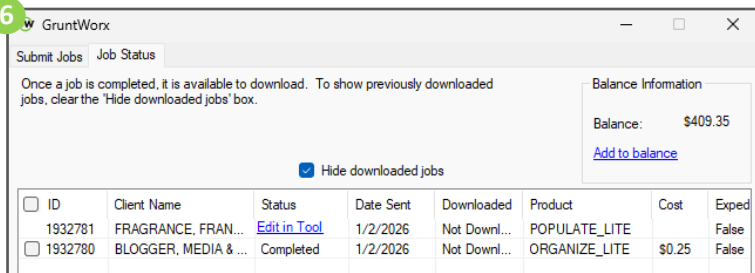 6
W GruntWorx
Submit Jobs Job Status
Once a job is completed, it is available to download. To show previously downloaded
jobs, clear the 'Hide downloaded jobs' box.
Balance Information
Balance: $409.35
Add to balance
Hide downloaded jobs
ID Client Name Status Date Sent Downloaded Product Cost Exped
1932781 FRAGRANCE, FRAN... Edit in Tool 1/2/2026 Not Downl... POPULATE_LITE False
1932780 BLOGGER, MEDIA & ... Completed 1/2/2026 Not Downl... ORGANIZE_LITE $0.25 False